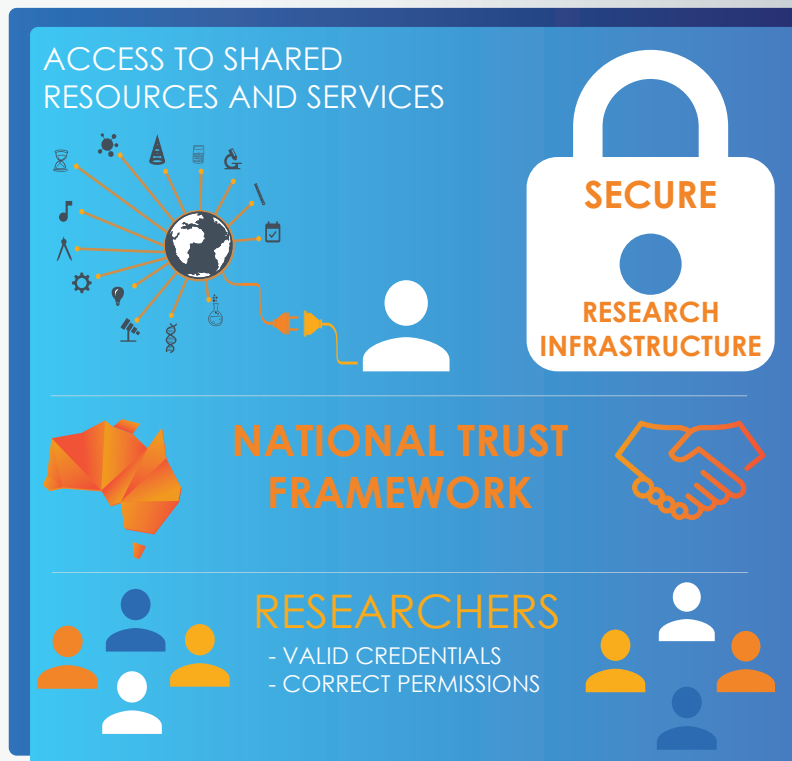 ACCESS TO SHARED
RESOURCES AND SERVICES
SECURE
RESEARCH
INFRASTRUCTURE
NATIONAL TRUST
FRAMEWORK
RESEARCHERS
- VALID CREDENTIALS
- CORRECT PERMISSIONS